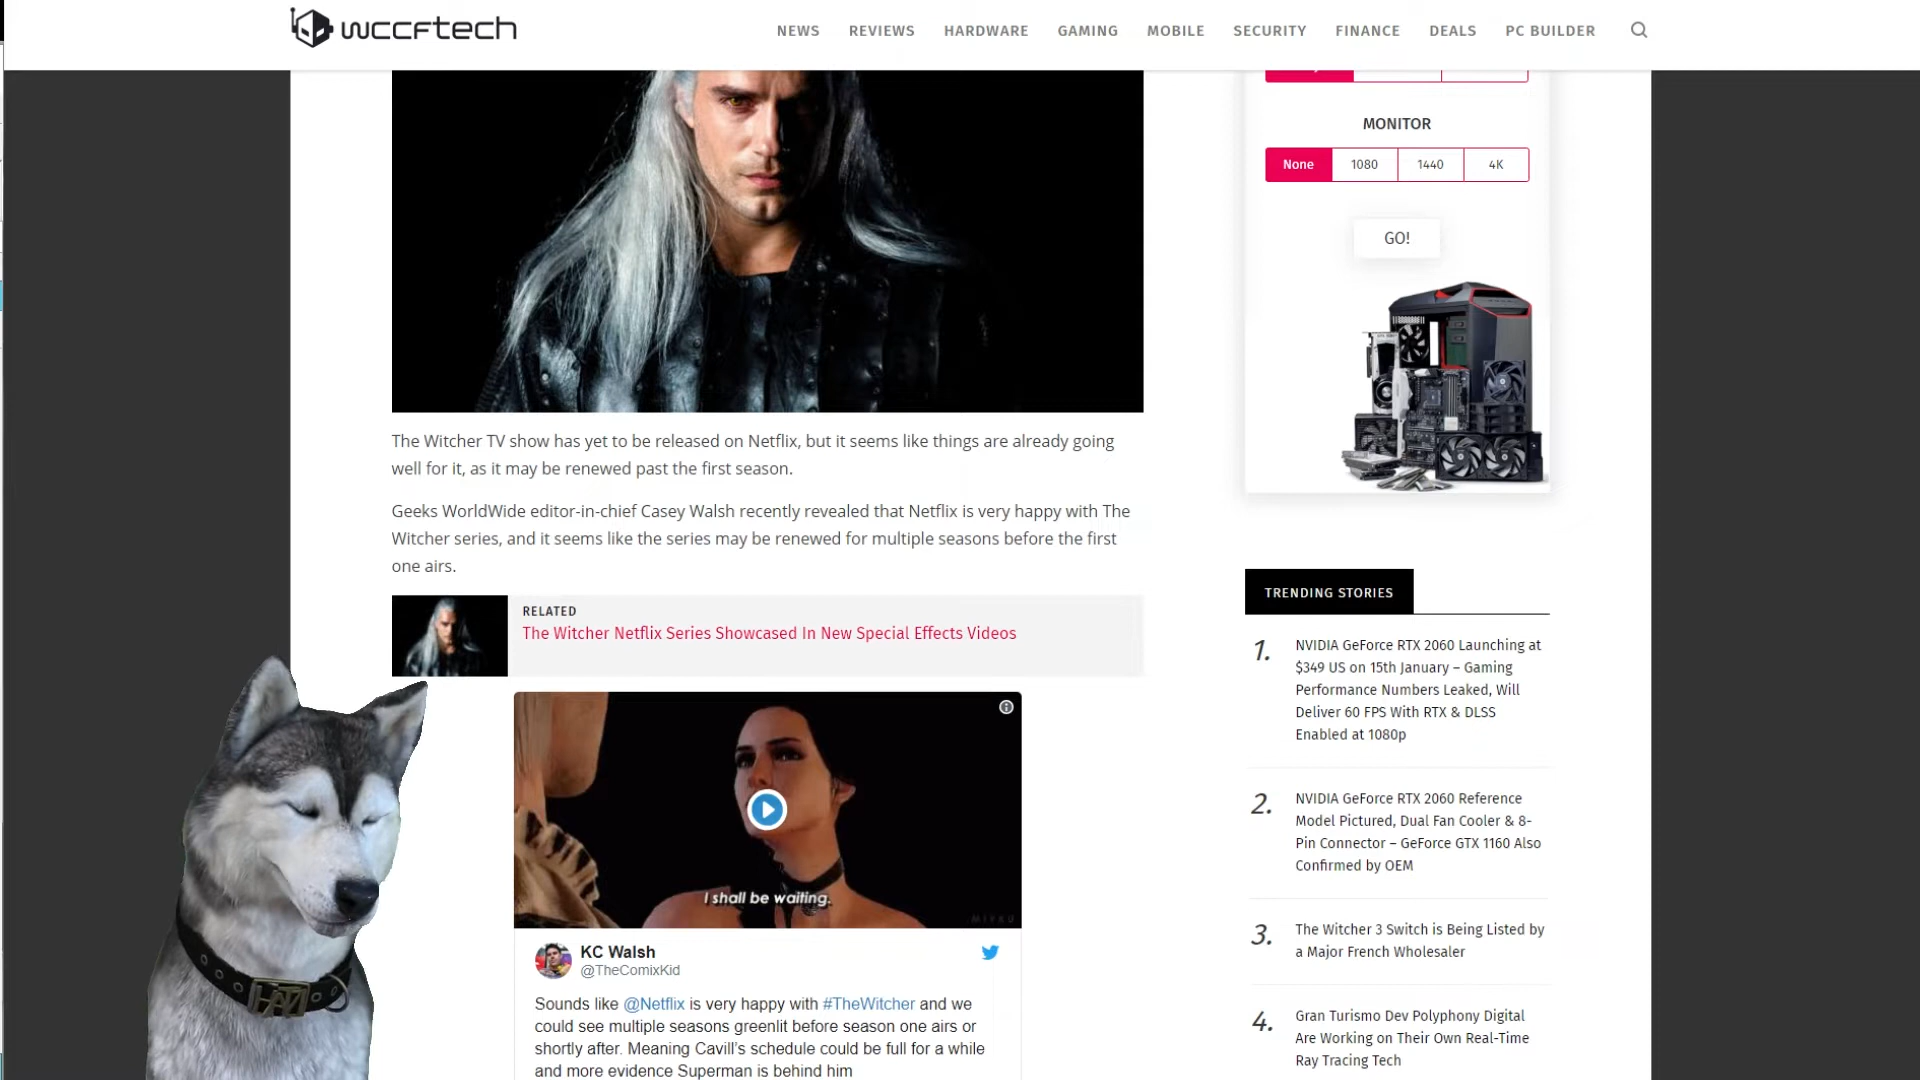 wccftech
NEWS REVIEWS HARDWARE GAMING MOBILE SECURITY FINANCE DEALS PC BUILDER
MONITOR
None 1080 1440 4K
GO!
The Witcher TV show has yet to be released on Netflix, but it seems like things are already going
well for it, as it may be renewed past the first season.
Geeks WorldWide editor-in-chief Casey Walsh recently revealed that Netflix is very happy with The
Witcher series, and it seems like the series may be renewed for multiple seasons before the first
one airs.
RELATED
The Witcher Netflix Series Showcased In New Special Effects Videos
I shall be waiting.
KC Walsh
@TheComixKid
Sounds like @Netflix is very happy with #TheWitcher and we
could see multiple seasons greenlit before season one airs or
shortly after. Meaning Cavill's schedule could be full for a while
and more evidence Superman is behind him
TRENDING STORIES
1.
NVIDIA GeForce RTX 2060 Launching at
$349 US on 15th January – Gaming
Performance Numbers Leaked, Will
Deliver 60 FPS With RTX & DLSS
Enabled at 1080p
2.
NVIDIA GeForce RTX 2060 Reference
Model Pictured, Dual Fan Cooler & 8-
Pin Connector – GeForce GTX 1160 Also
Confirmed by OEM
3.
The Witcher 3 Switch is Being Listed by
a Major French Wholesaler
4.
Gran Turismo Dev Polyphony Digital
Are Working on Their Own Real-Time
Ray Tracing Tech